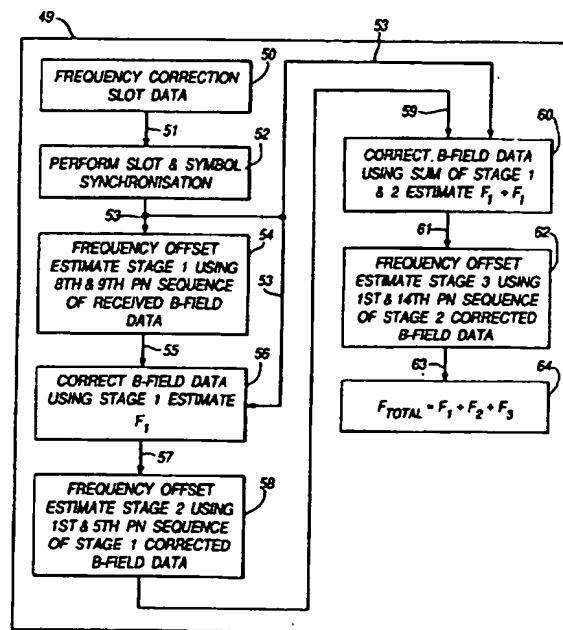 49
50
FREQUENCY CORRECTION
SLOT DATA
51
52
PERFORM SLOT & SYMBOL
SYNCHRONISATION
53
54
FREQUENCY OFFSET
ESTIMATE STAGE 1 USING
8TH & 9TH PN SEQUENCE
OF RECEIVED B-FIELD
DATA
53
55
56
CORRECT B-FIELD DATA
USING STAGE 1 ESTIMATE
F1
57
58
FREQUENCY OFFSET
ESTIMATE STAGE 2 USING
1ST & 5TH PN SEQUENCE
OF STAGE 1 CORRECTED
B-FIELD DATA
53
59
60
CORRECT B-FIELD DATA
USING SUM OF STAGE 1
& 2 ESTIMATE F1 + F1
61
62
FREQUENCY OFFSET
ESTIMATE STAGE 3 USING
1ST & 14TH PN SEQUENCE
OF STAGE 2 CORRECTED
B-FIELD DATA
63
64
FTOTAL = F1 + F2 + F3